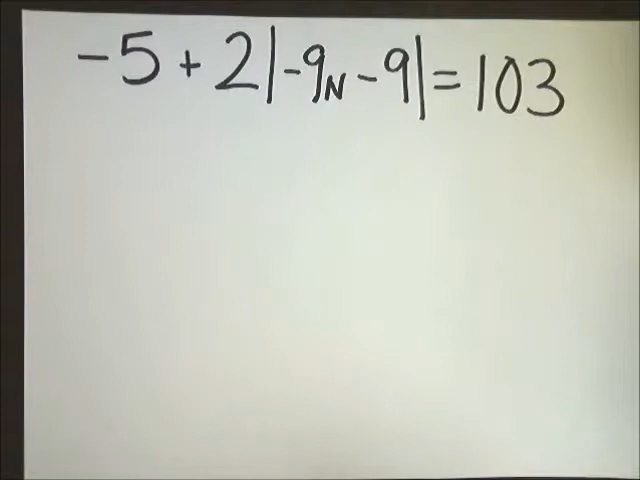 -5 + 2|-9N - 9| = 103